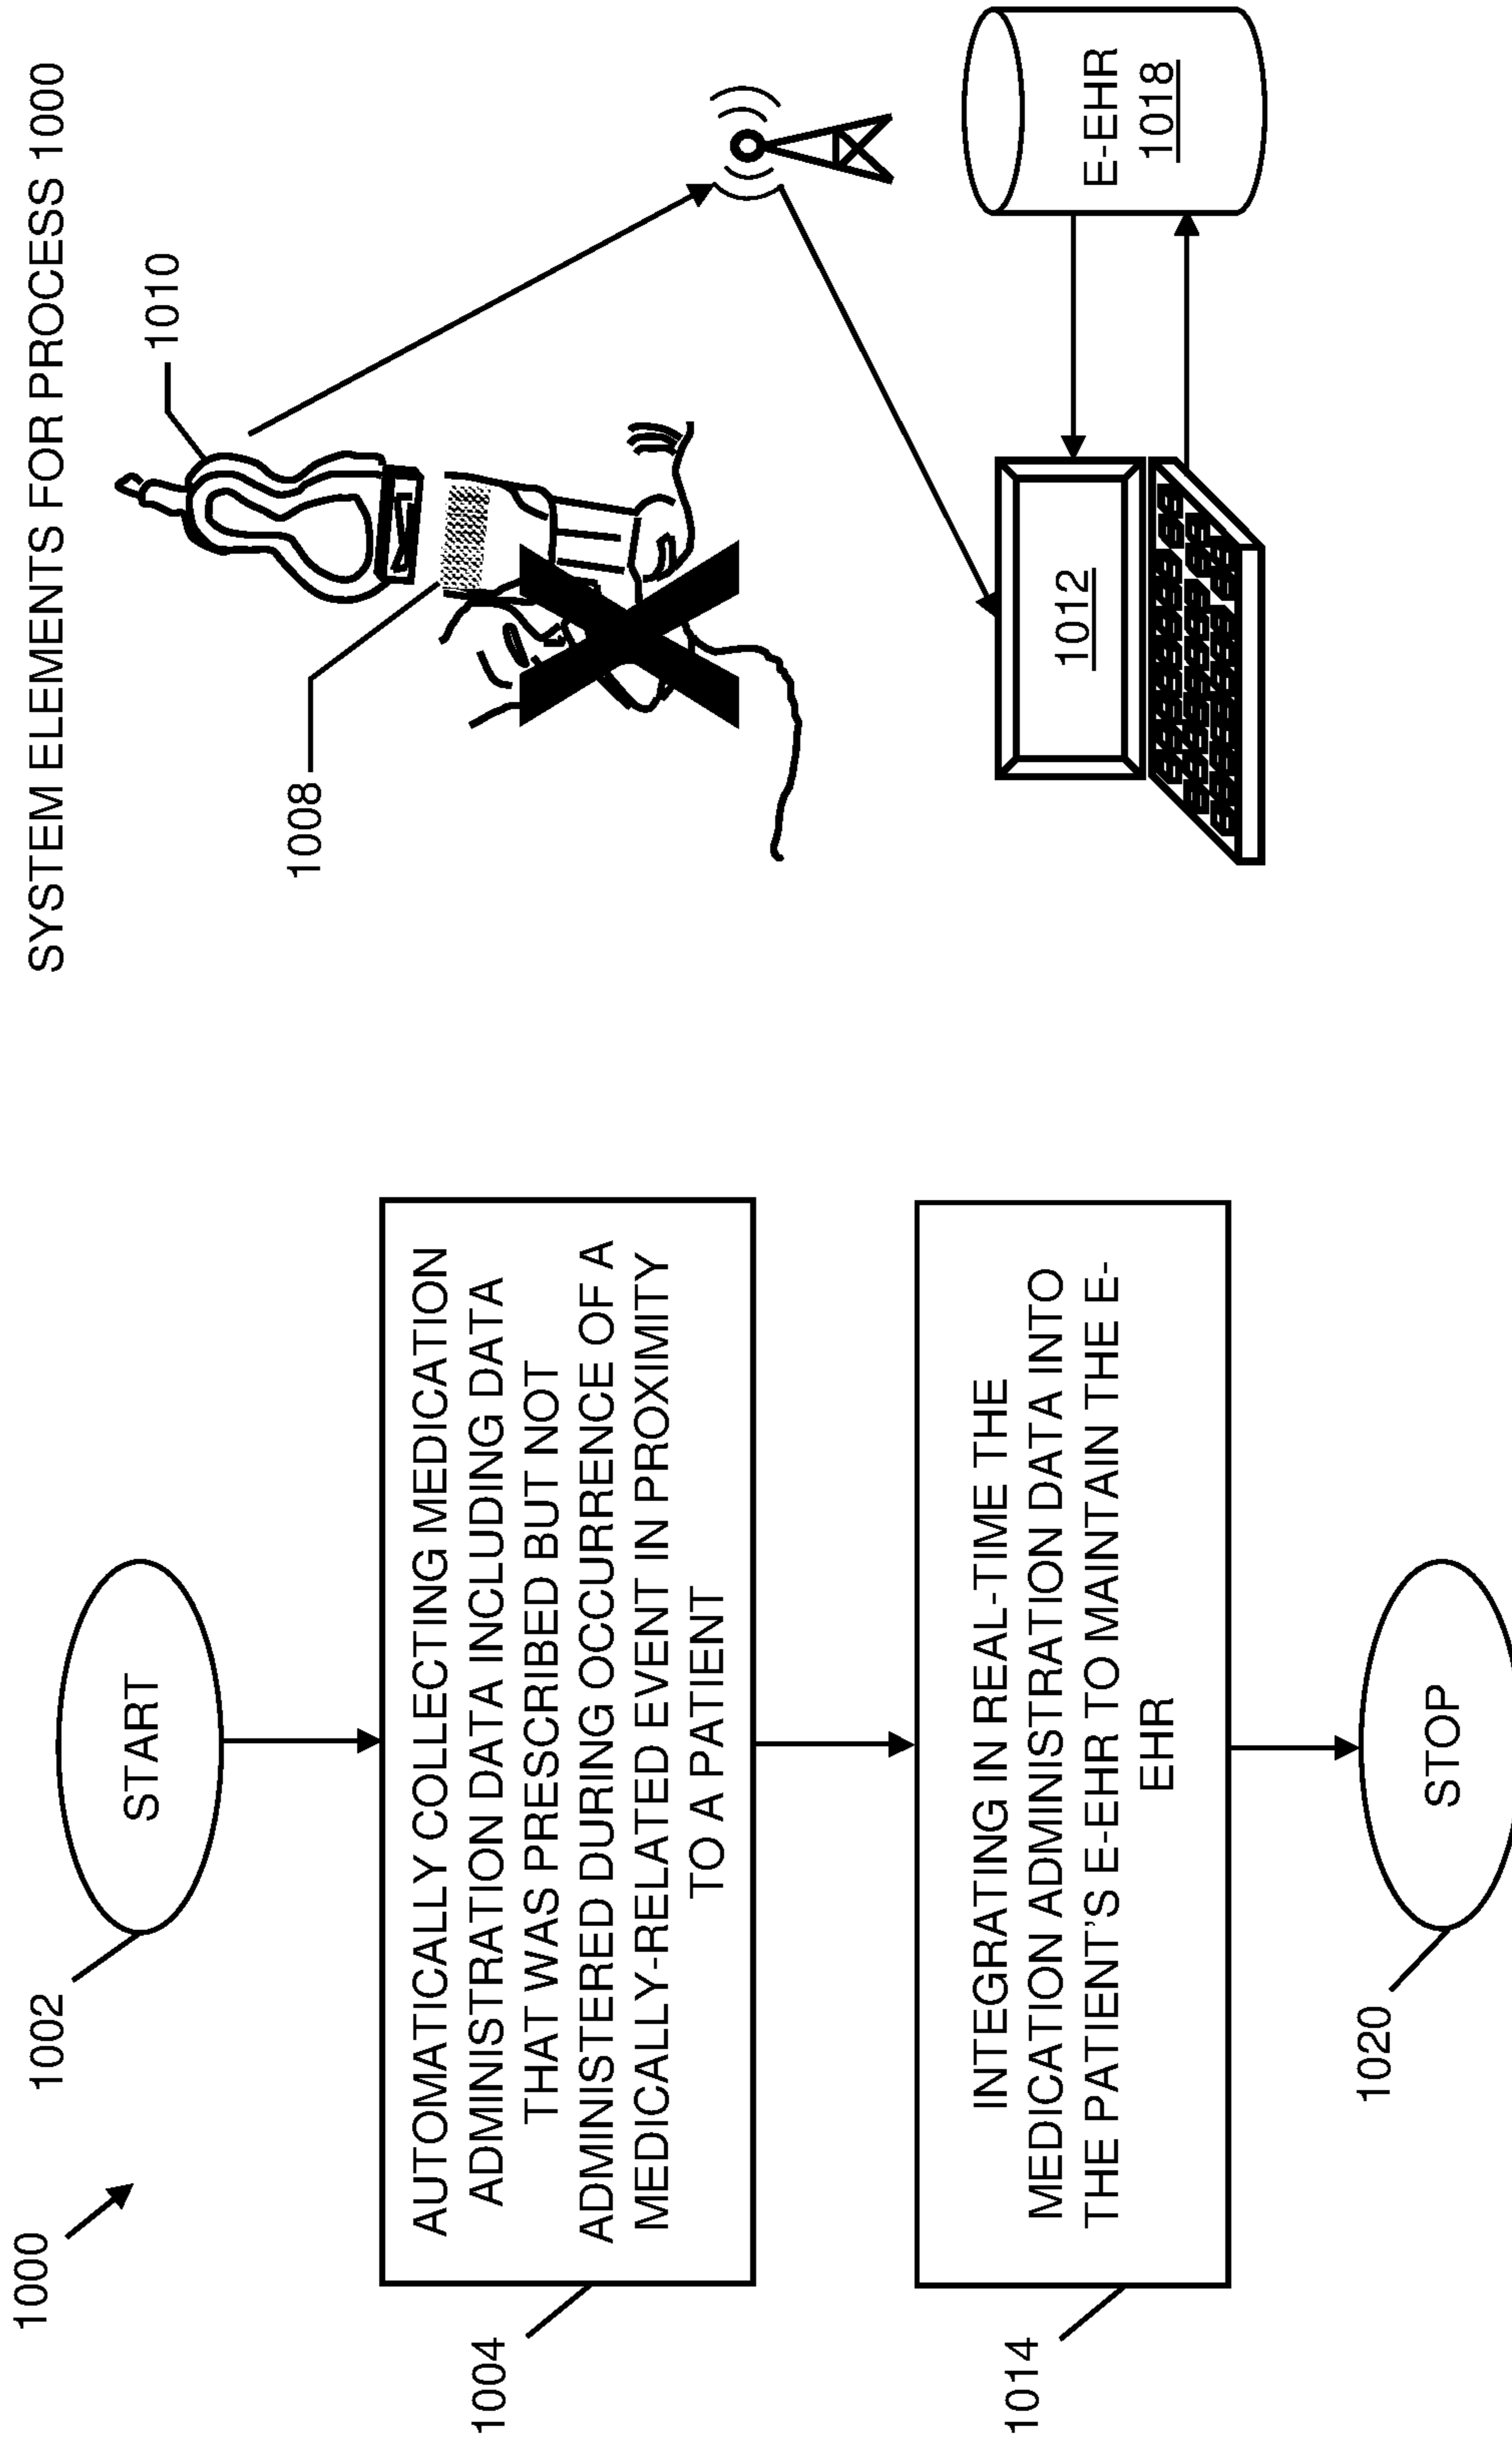 1000
1002
START
1004
AUTOMATICALLY COLLECTING MEDICATION
ADMINISTRATION DATA INCLUDING DATA
THAT WAS PRESCRIBED BUT NOT
ADMINISTERED DURING OCCURRENCE OF A
MEDICALLY-RELATED EVENT IN PROXIMITY
TO A PATIENT
1014
INTEGRATING IN REAL-TIME THE
MEDICATION ADMINISTRATION DATA INTO
THE PATIENT'S E-EHR TO MAINTAIN THE E-
EHR
1020
STOP
SYSTEM ELEMENTS FOR PROCESS 1000
1010
1008
1012
E-EHR
1018